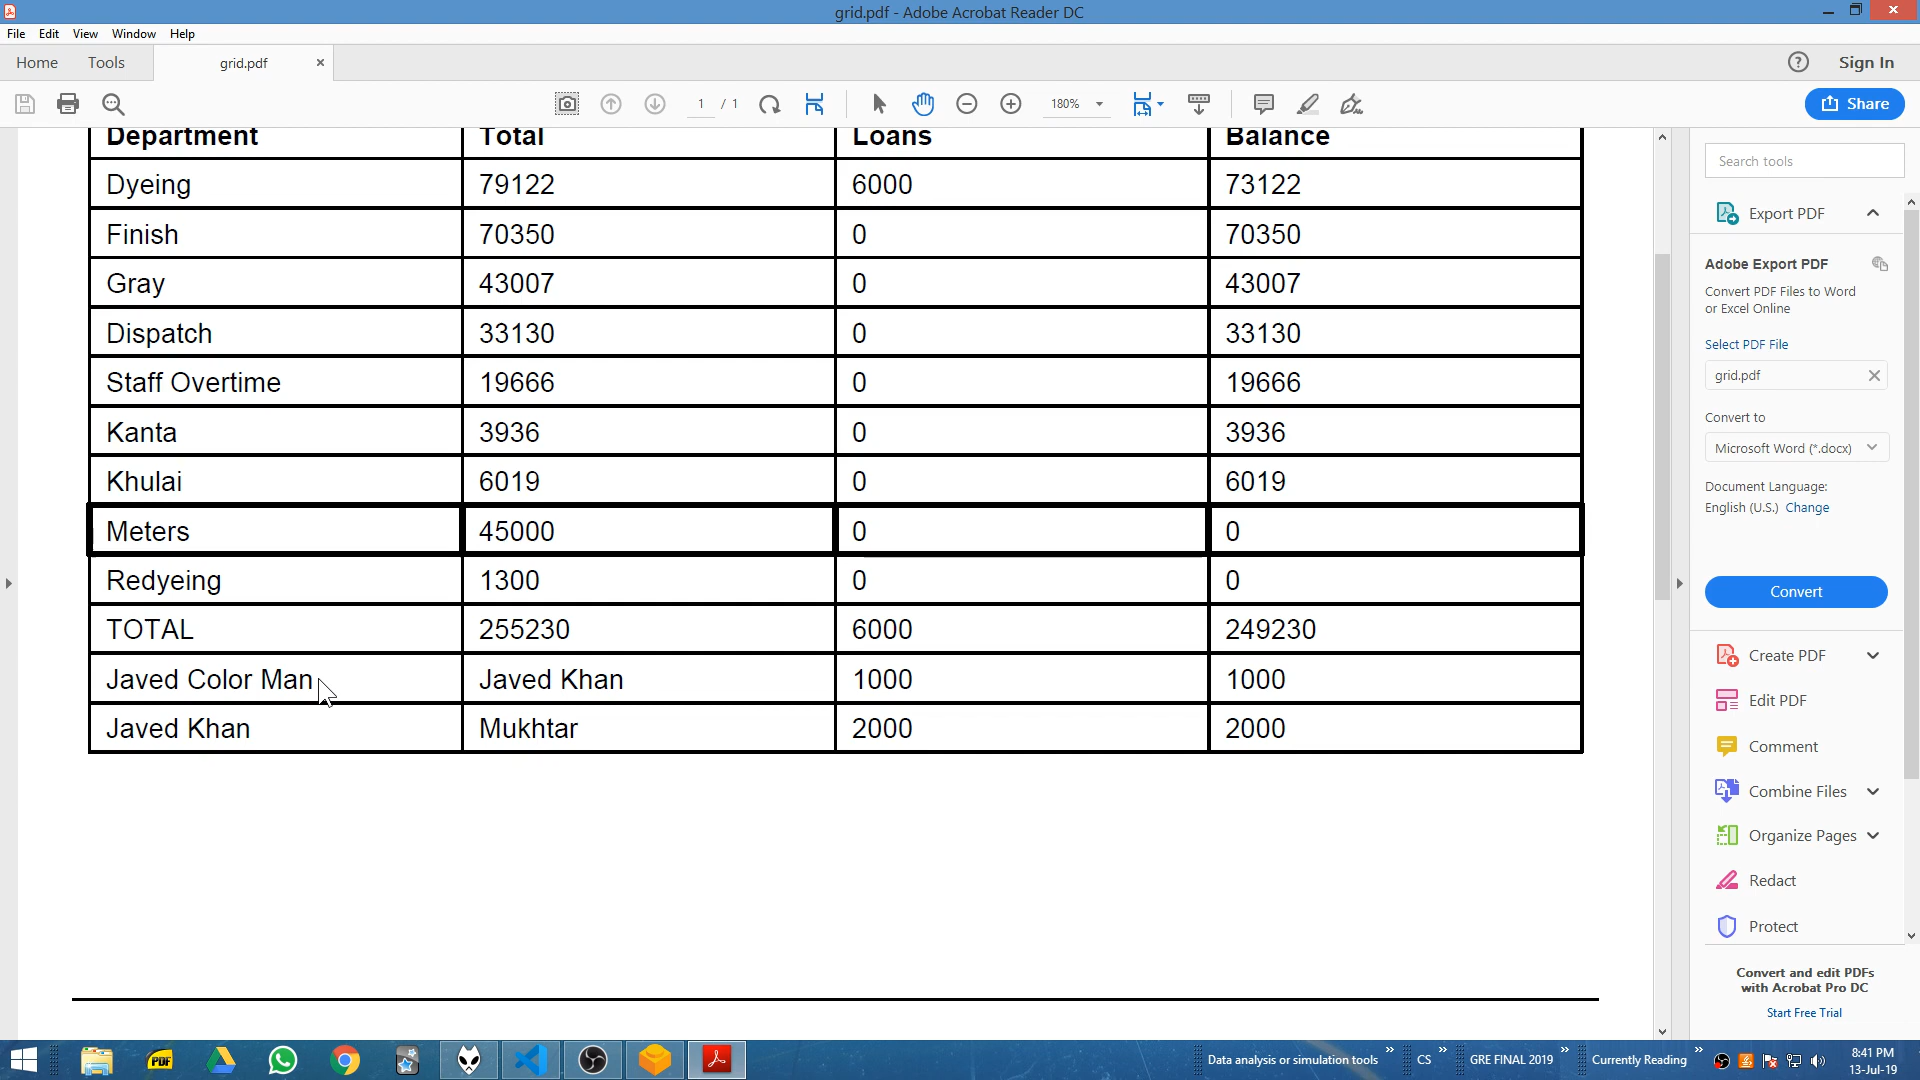 grid.pdf - Adobe Acrobat Reader DC
File Edit View Window Help
Home Tools grid.pdf × Sign In
1 / 1 180% Share
Department Total Loans Balance
Dyeing 79122 6000 73122
Finish 70350 0 70350
Gray 43007 0 43007
Dispatch 33130 0 33130
Staff Overtime 19666 0 19666
Kanta 3936 0 3936
Khulai 6019 0 6019
Meters 45000 0 0
Redyeing 1300 0 0
TOTAL 255230 6000 249230
Javed Color Man Javed Khan 1000 1000
Javed Khan Mukhtar 2000 2000
Search tools
Export PDF
Adobe Export PDF
Convert PDF Files to Word
or Excel Online
Select PDF File
grid.pdf
Convert to
Microsoft Word (*.docx)
Document Language:
English (U.S.) Change
Convert
Create PDF
Edit PDF
Comment
Combine Files
Organize Pages
Redact
Protect
Convert and edit PDFs
with Acrobat Pro DC
Start Free Trial
PDF
Data analysis or simulation tools » CS » GRE FINAL 2019 » Currently Reading »
8:41 PM
13-Jul-19